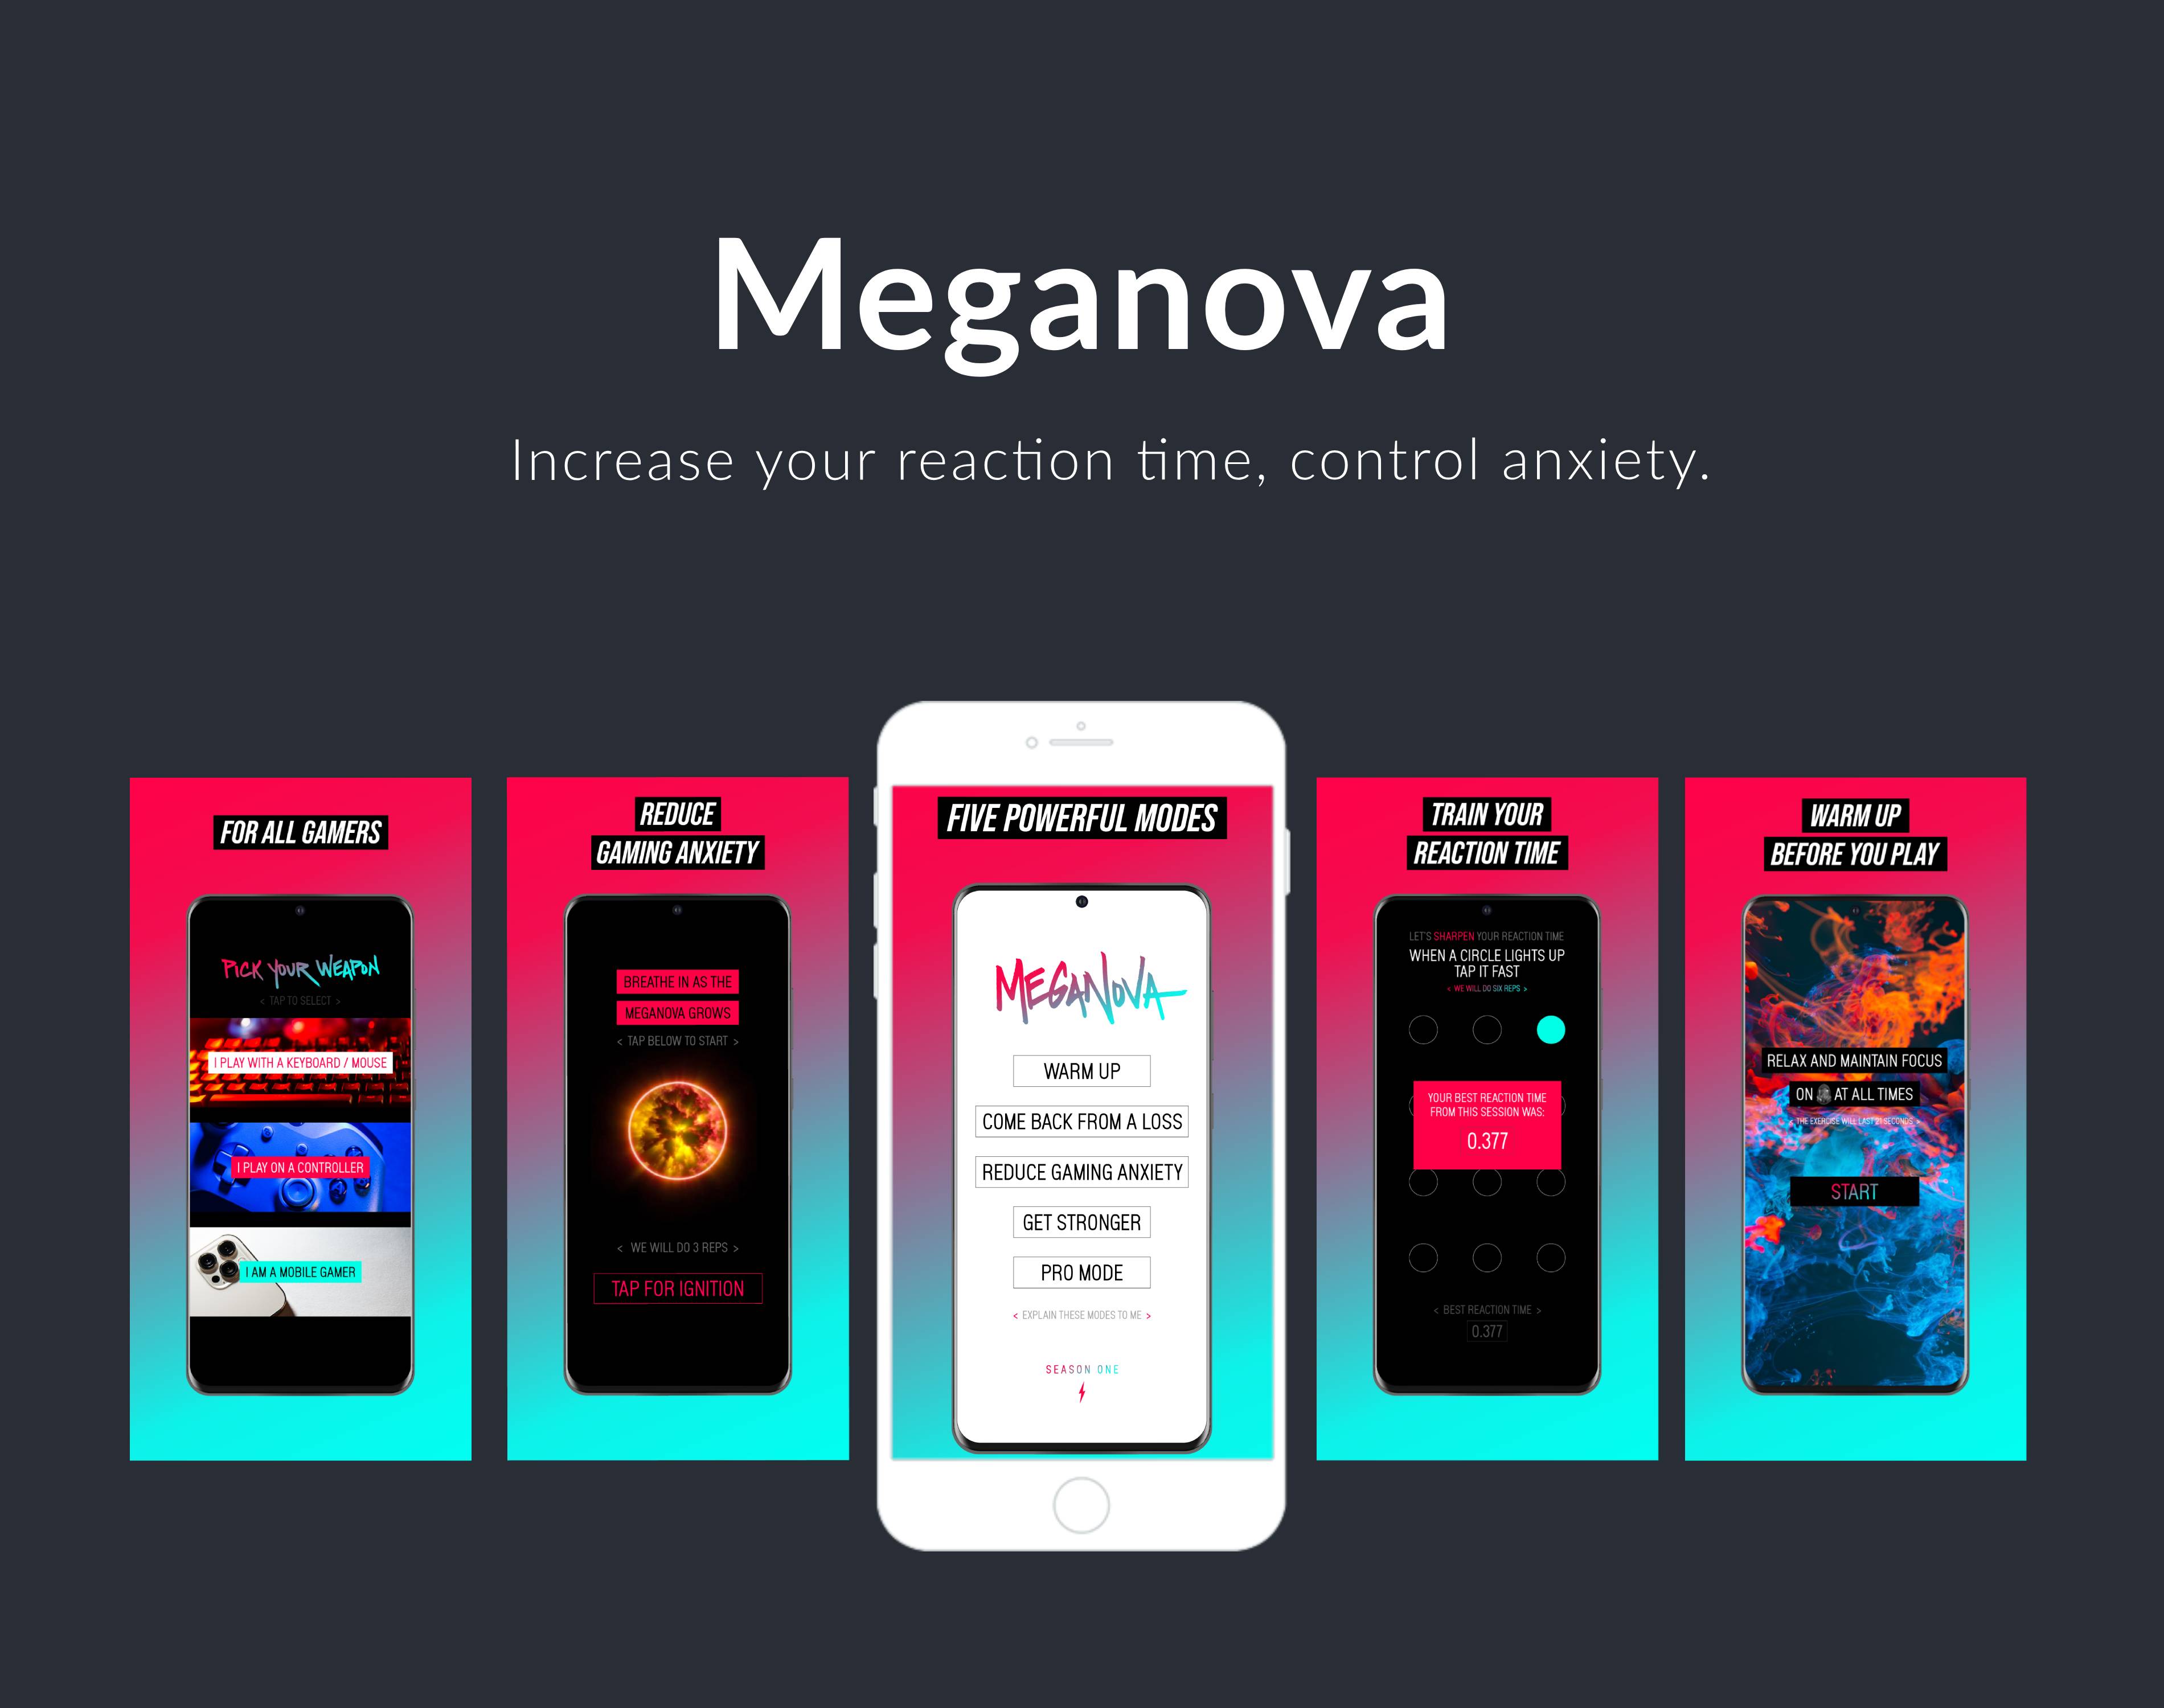 Meganova
Increase your reaction time, control anxiety.
FOR ALL GAMERS
PICK YOUR WEAPON
< TAP TO SELECT >
I PLAY WITH A KEYBOARD / MOUSE
I PLAY ON A CONTROLLER
I AM A MOBILE GAMER
REDUCE
GAMING ANXIETY
BREATHE IN AS THE
MEGANOVA GROWS
< TAP BELOW TO START >
< WE WILL DO 3 REPS >
TAP FOR IGNITION
FIVE POWERFUL MODES
MEGANOVA
WARM UP
COME BACK FROM A LOSS
REDUCE GAMING ANXIETY
GET STRONGER
PRO MODE
< EXPLAIN THESE MODES TO ME >
SEASON ONE
TRAIN YOUR
REACTION TIME
LET'S SHARPEN YOUR REACTION TIME
WHEN A CIRCLE LIGHTS UP
TAP IT FAST
< WE WILL DO SIX REPS >
YOUR BEST REACTION TIME
FROM THIS SESSION WAS:
0.377
< BEST REACTION TIME >
0.377
WARM UP
BEFORE YOU PLAY
RELAX AND MAINTAIN FOCUS
ON AT ALL TIMES
< THE EXERCISE WILL LAST 21 SECONDS >
START